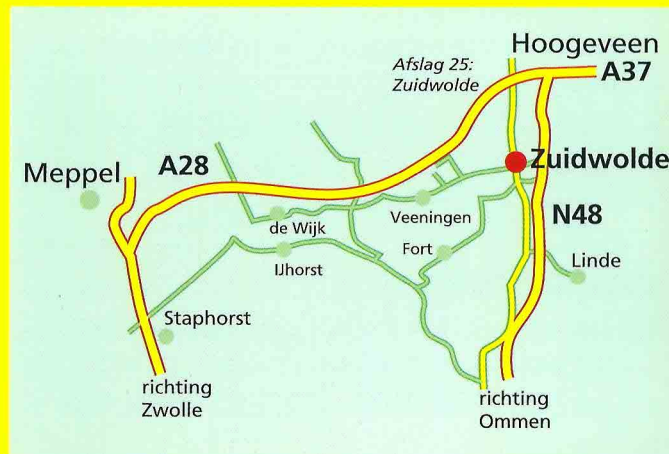 Hoogeveen
Afslag 25:
Zuidwolde
A37
Meppel
A28
Zuidwolde
Veeningen
N48
de Wijk
Fort
Linde
IJhorst
Staphorst
richting
Zwolle
richting
Ommen